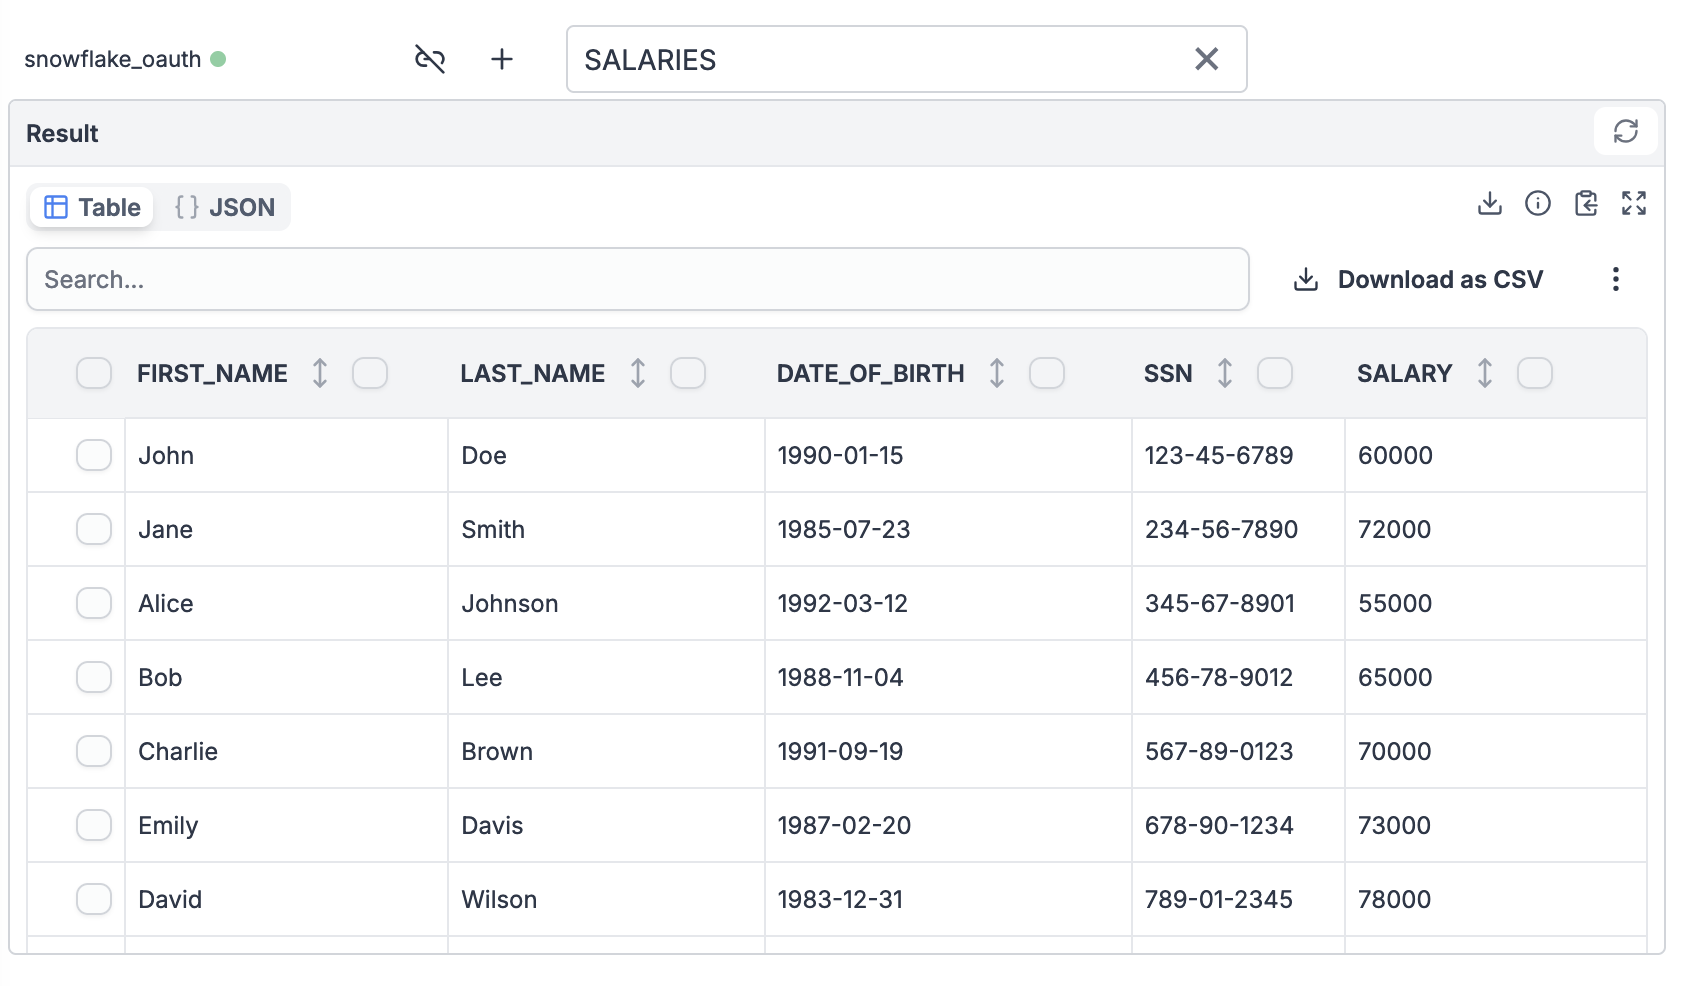 snowflake_oauth SALARIES
Result
Table {} JSON
Search... Download as CSV
FIRST_NAME LAST_NAME DATE_OF_BIRTH SSN SALARY
John Doe 1990-01-15 123-45-6789 60000
Jane Smith 1985-07-23 234-56-7890 72000
Alice Johnson 1992-03-12 345-67-8901 55000
Bob Lee 1988-11-04 456-78-9012 65000
Charlie Brown 1991-09-19 567-89-0123 70000
Emily Davis 1987-02-20 678-90-1234 73000
David Wilson 1983-12-31 789-01-2345 78000